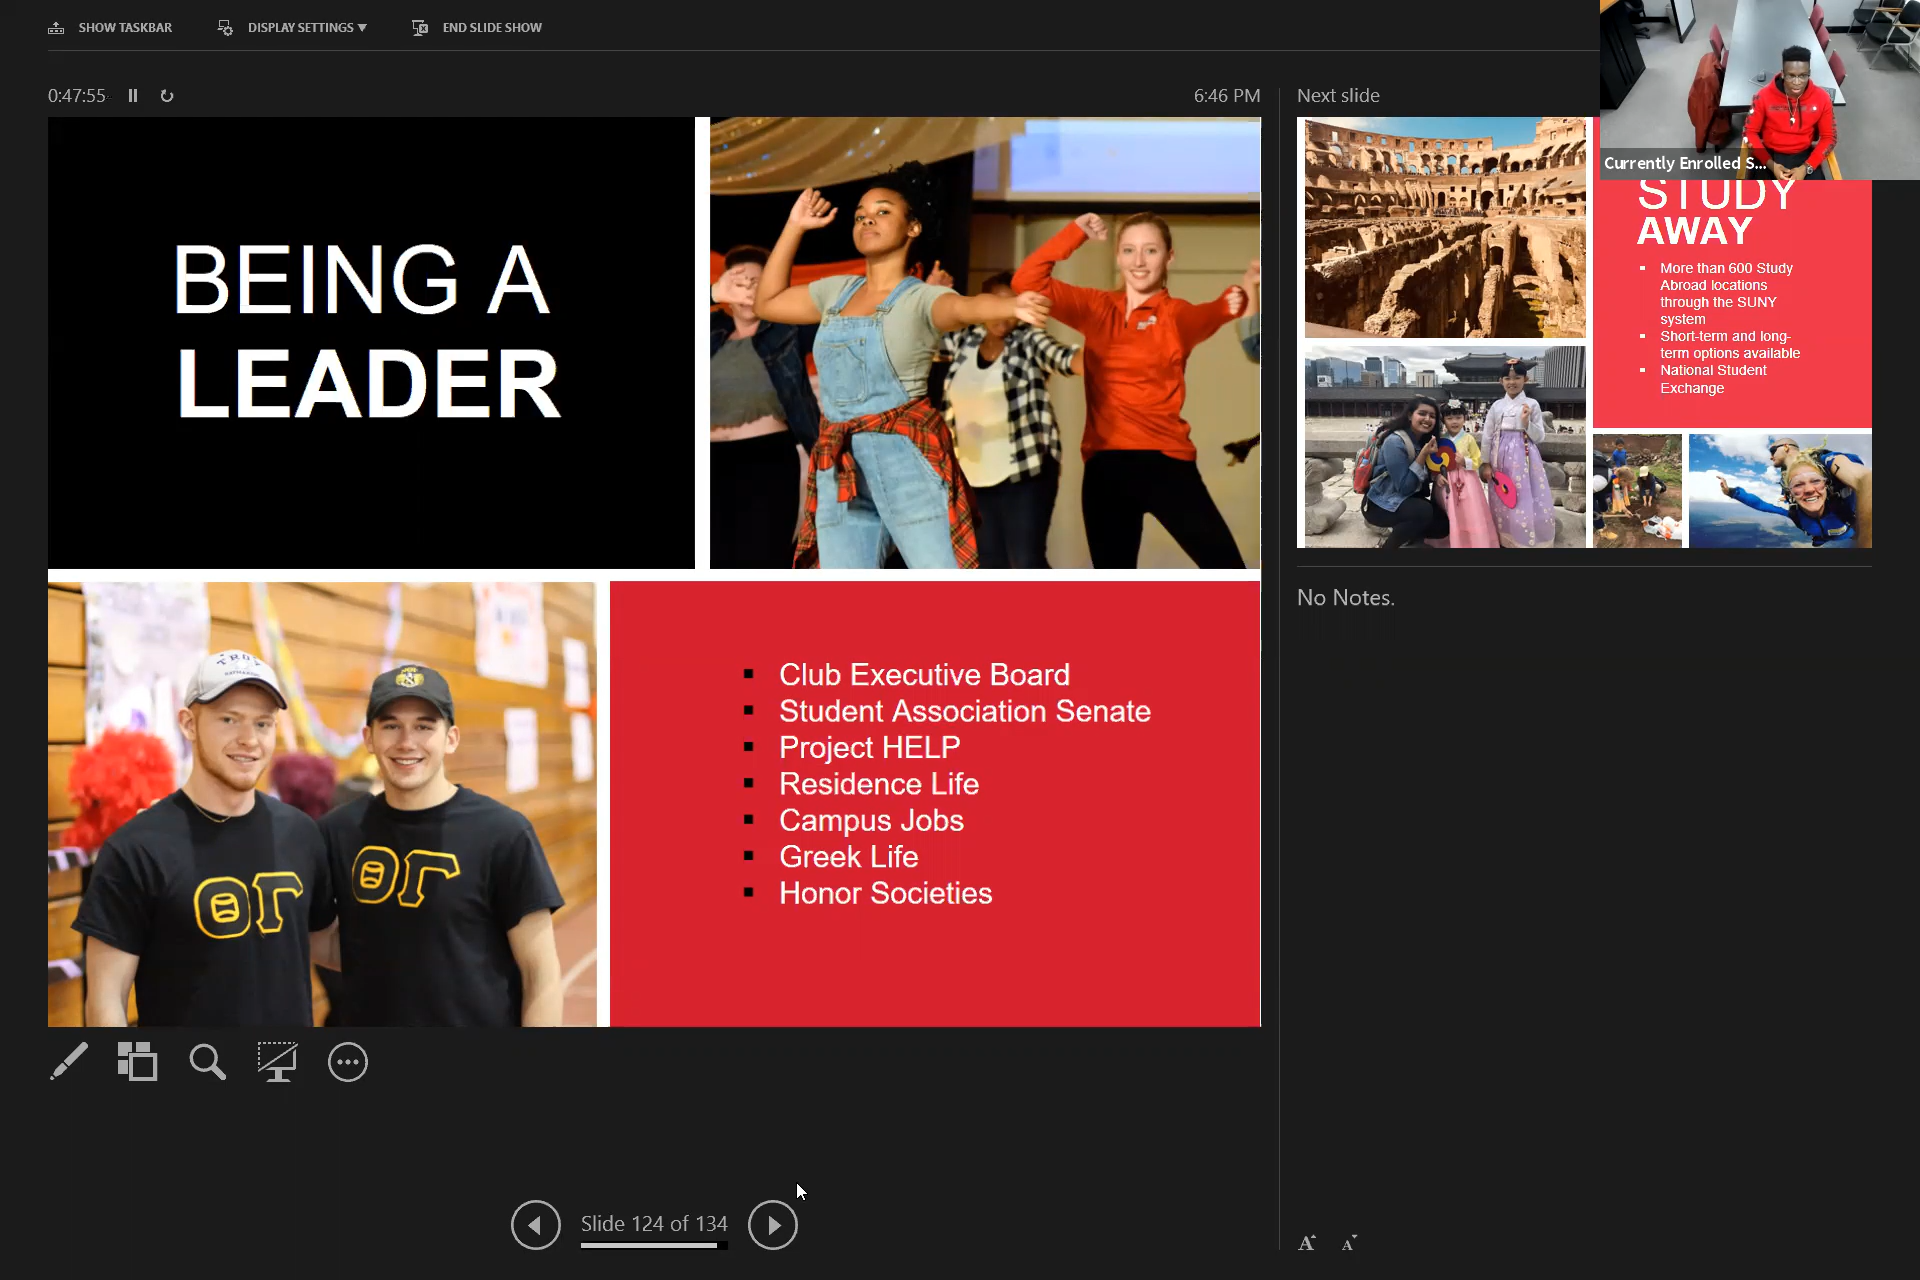 SHOW TASKBAR
DISPLAY SETTINGS
END SLIDE SHOW
0:47:55
6:46 PM
Next slide
BEING A
LEADER
Currently Enrolled S...
STUDY
AWAY
▪ More than 600 Study
Abroad locations
through the SUNY
system
▪ Short-term and long-
term options available
▪ National Student
Exchange
No Notes.
TROY
ΘΓ
ΘΓ
▪ Club Executive Board
▪ Student Association Senate
▪ Project HELP
▪ Residence Life
▪ Campus Jobs
▪ Greek Life
▪ Honor Societies
Slide 124 of 134
A A